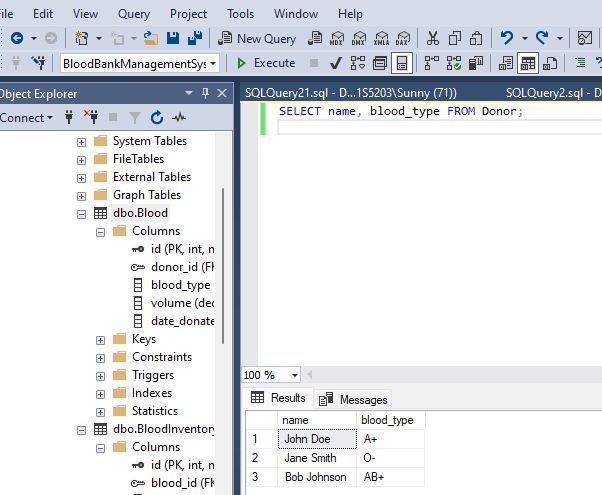 File Edit View Query Project Tools Window Help
New Query MDX DMX XMLA DAX
BloodBankManagementSys Execute
Object Explorer
Connect
System Tables
FileTables
External Tables
Graph Tables
dbo.Blood
Columns
id (PK, int, n
donor_id (FK
blood_type
volume (dec
date_donate
Keys
Constraints
Triggers
Indexes
Statistics
dbo.BloodInventory
Columns
id (PK, int, n
blood_id (FK
SQLQuery21.sql - D...1S5203\Sunny (71)) SQLQuery2.sql - D
SELECT name, blood_type FROM Donor;
100 %
Results Messages
name blood_type
1 John Doe A+
2 Jane Smith O-
3 Bob Johnson AB+